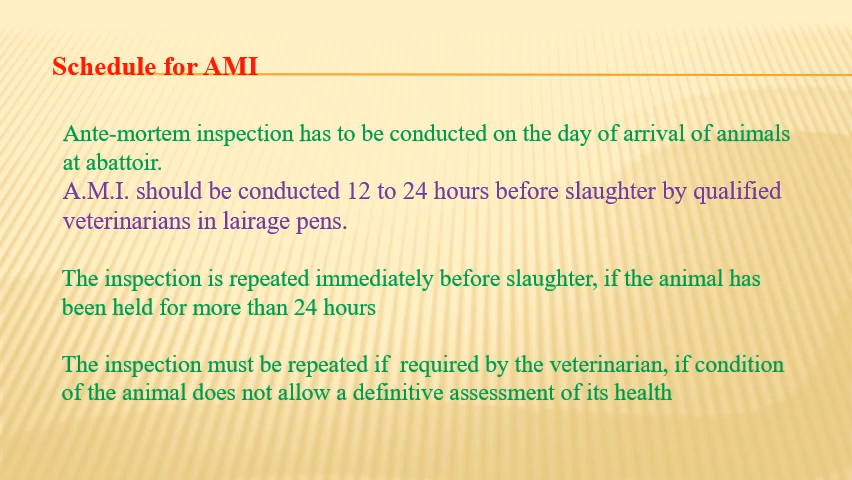 Schedule for AMI
Ante-mortem inspection has to be conducted on the day of arrival of animals
at abattoir.
A.M.I. should be conducted 12 to 24 hours before slaughter by qualified
veterinarians in lairage pens.
The inspection is repeated immediately before slaughter, if the animal has
been held for more than 24 hours
The inspection must be repeated if  required by the veterinarian, if condition
of the animal does not allow a definitive assessment of its health